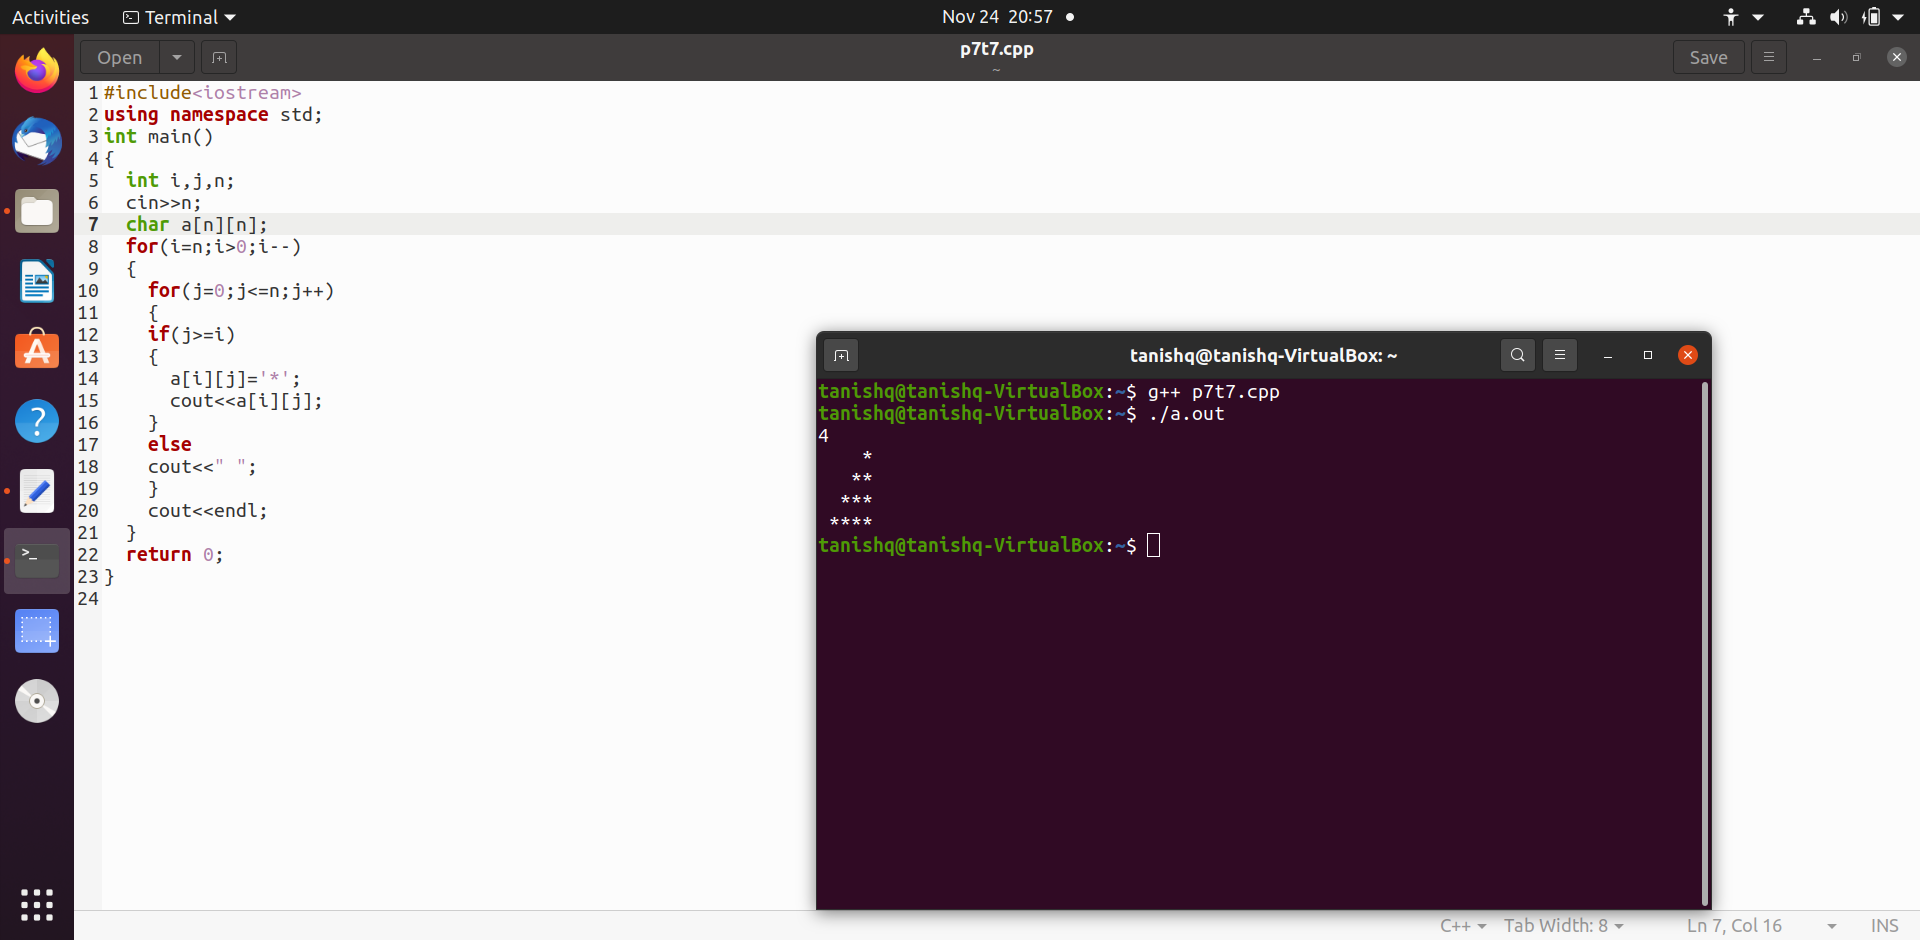 Activities Terminal Nov 24 20:57
Open p7t7.cpp Save
~
1 #include<iostream>
2 using namespace std;
3 int main()
4 {
5   int i,j,n;
6   cin>>n;
7   char a[n][n];
8   for(i=n;i>0;i--)
9   {
10     for(j=0;j<=n;j++)
11     {
12     if(j>=i)
13     {
14       a[i][j]='*';
15       cout<<a[i][j];
16     }
17     else
18     cout<<" ";
19     }
20     cout<<endl;
21   }
22   return 0;
23 }
24
tanishq@tanishq-VirtualBox: ~
tanishq@tanishq-VirtualBox:~$ g++ p7t7.cpp
tanishq@tanishq-VirtualBox:~$ ./a.out
4
    *
   **
  ***
 ****
tanishq@tanishq-VirtualBox:~$
C++ Tab Width: 8 Ln 7, Col 16 INS